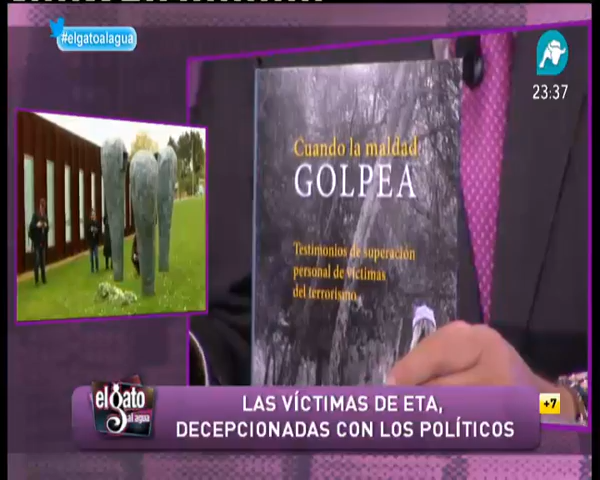 #elgatoalagua
23:37
Cuando la maldad
GOLPEA
Testimonios de superación
personal de víctimas
del terrorismo
el gato
al agua
LAS VÍCTIMAS DE ETA,
DECEPCIONADAS CON LOS POLÍTICOS
+7